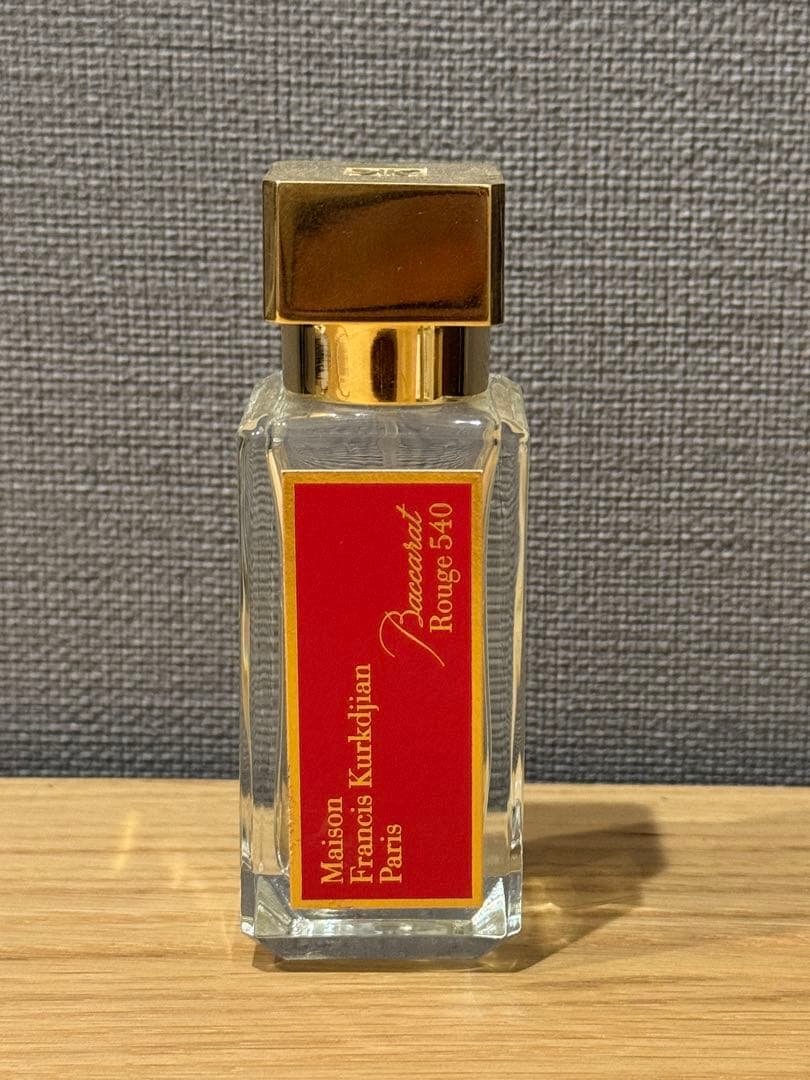 Baccarat
Rouge 540
Maison
Francis Kurkdjian
Paris